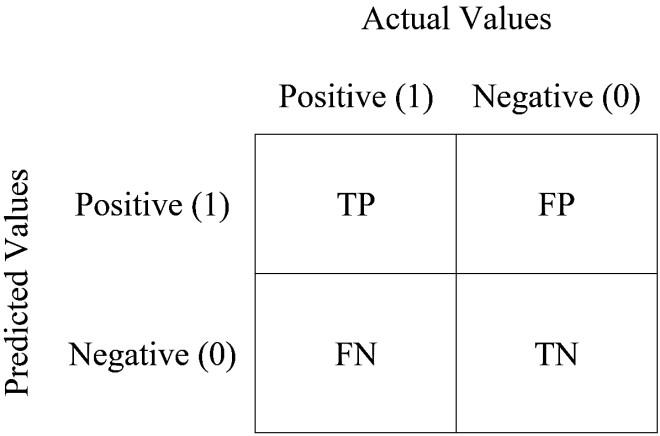 Actual Values
Positive (1) Negative (0)
Predicted Values
Positive (1) TP FP
Negative (0) FN TN